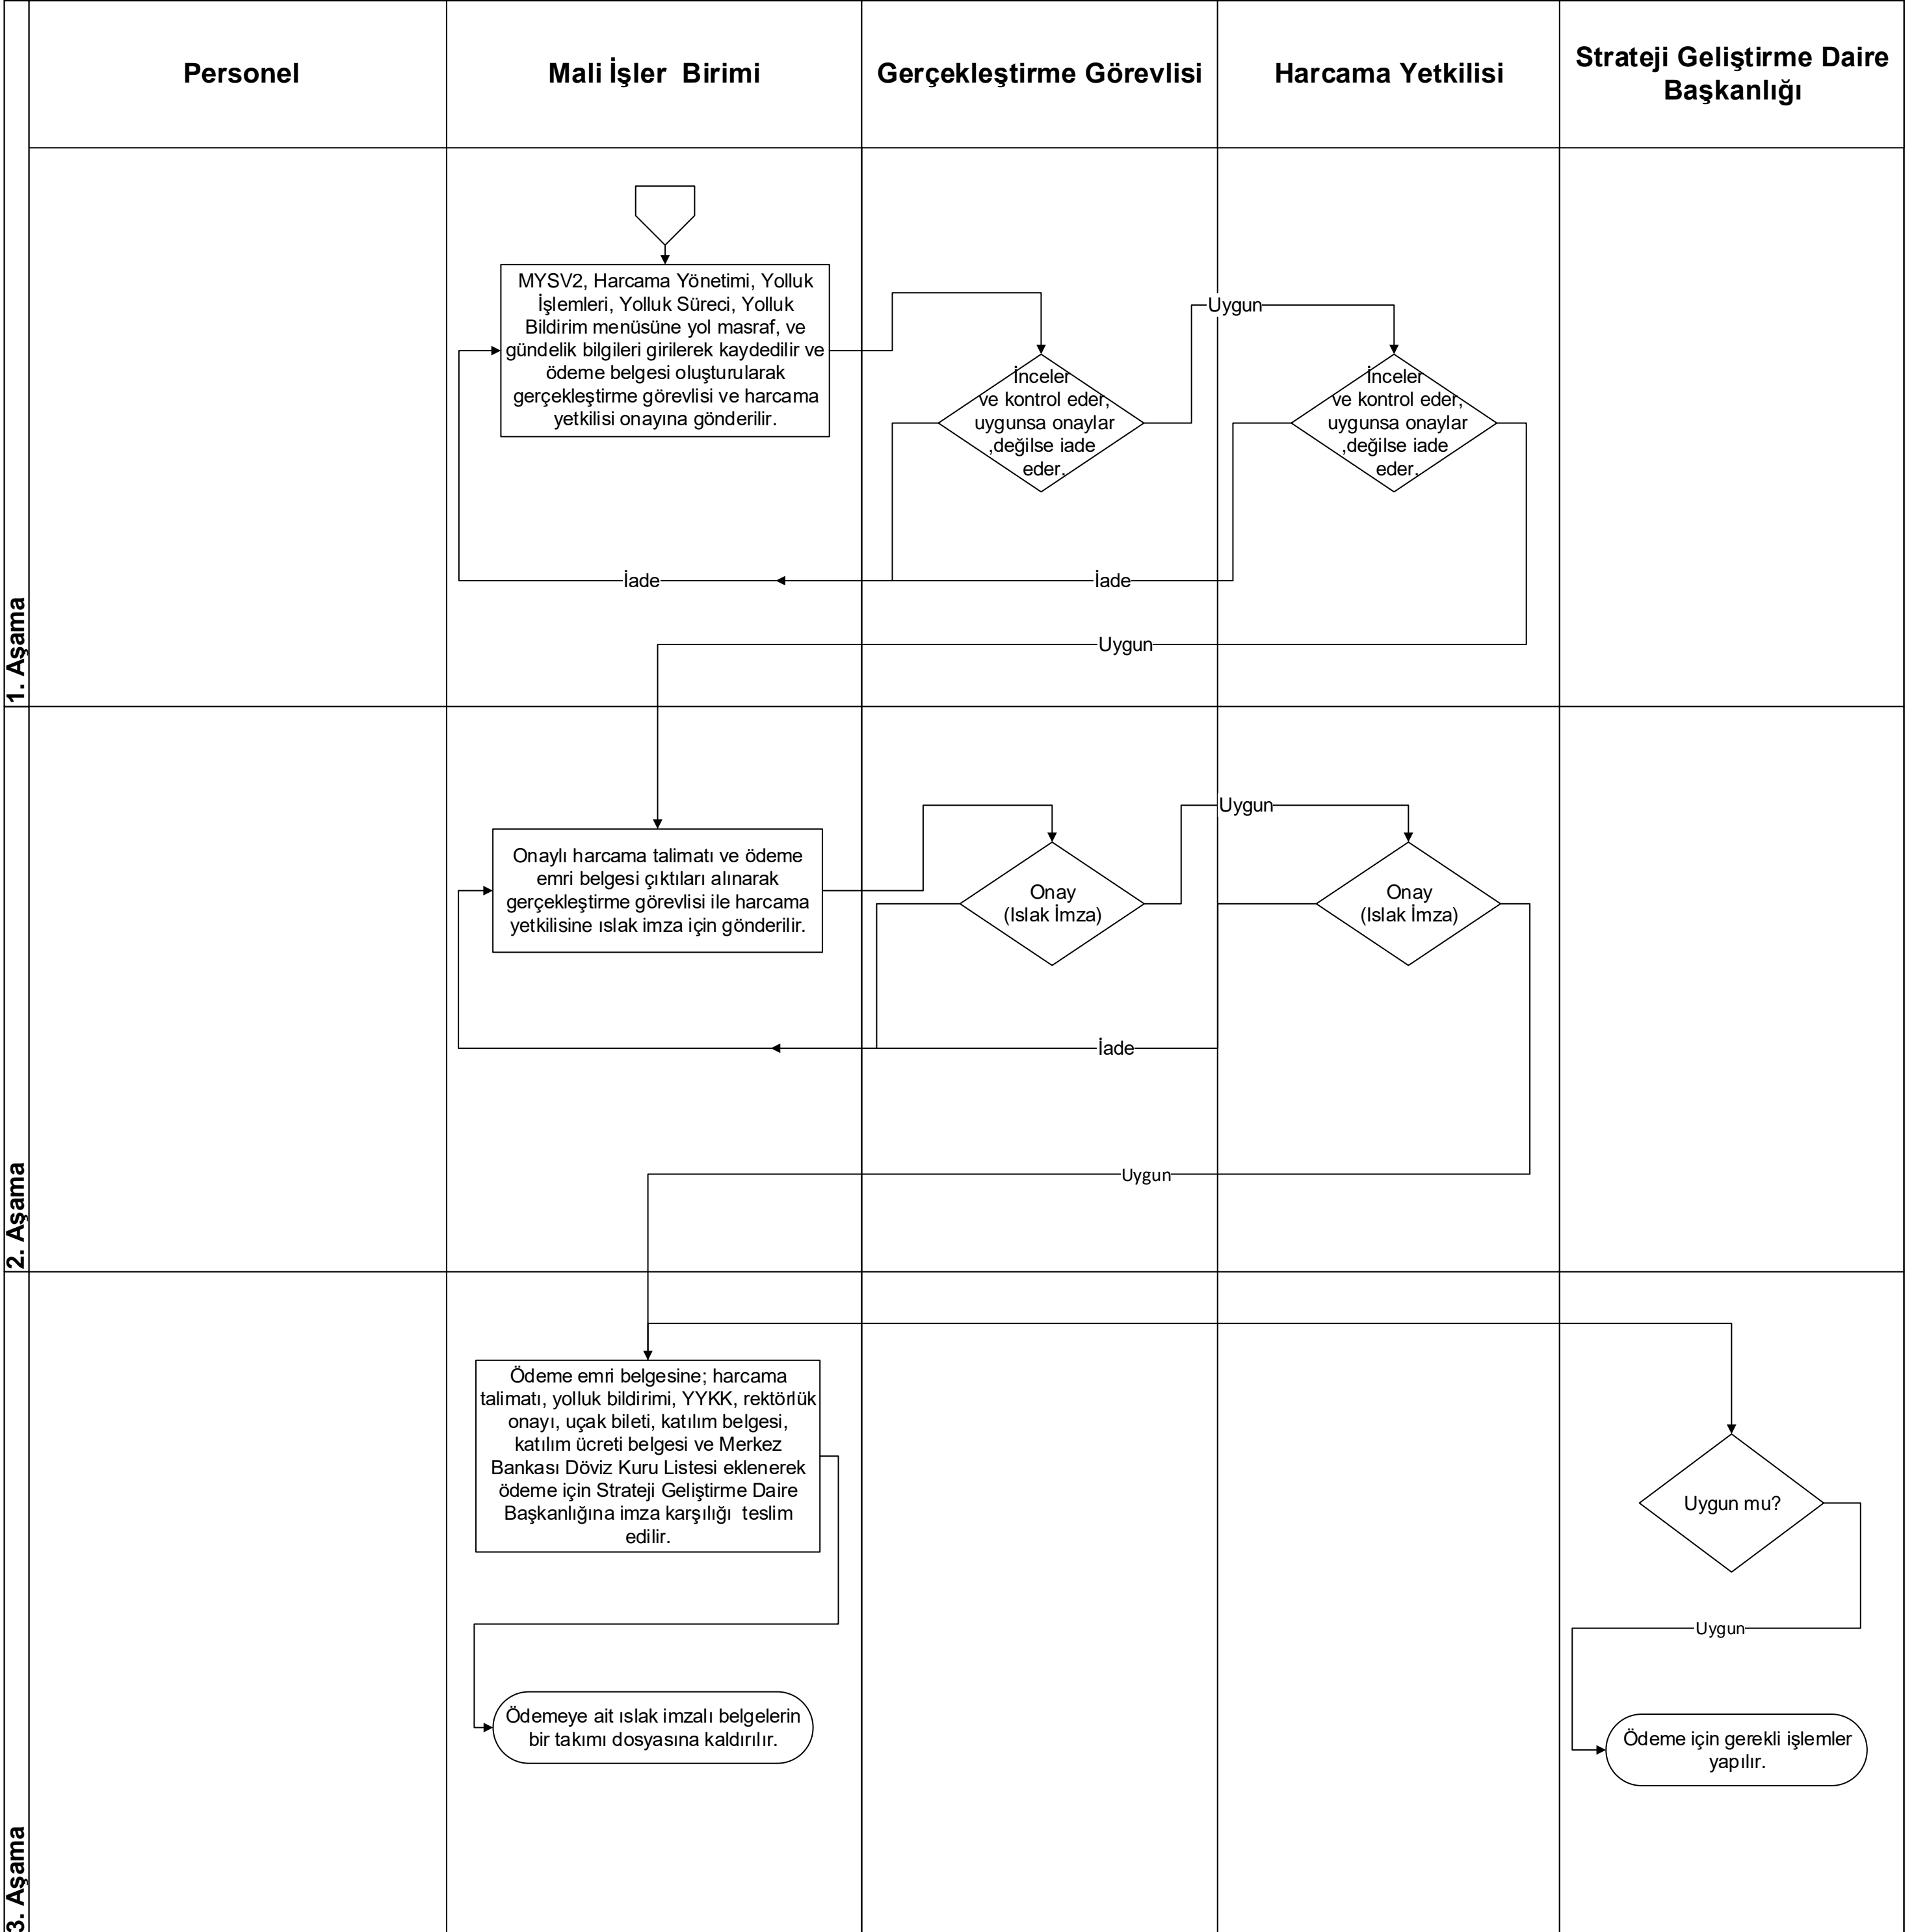 Personel
Mali İşler  Birimi
Gerçekleştirme Görevlisi
Harcama Yetkilisi
Strateji Geliştirme Daire
Başkanlığı
1. Aşama
MYSV2, Harcama Yönetimi, Yolluk
İşlemleri, Yolluk Süreci, Yolluk
Bildirim menüsüne yol masraf, ve
gündelik bilgileri girilerek kaydedilir ve
ödeme belgesi oluşturularak
gerçekleştirme görevlisi ve harcama
yetkilisi onayına gönderilir.
İnceler
ve kontrol eder,
uygunsa onaylar
,değilse iade
eder.
Uygun
İnceler
ve kontrol eder,
uygunsa onaylar
,değilse iade
eder.
İade
İade
Uygun
2. Aşama
Onaylı harcama talimatı ve ödeme
emri belgesi çıktıları alınarak
gerçekleştirme görevlisi ile harcama
yetkilisine ıslak imza için gönderilir.
Onay
(Islak İmza)
Uygun
Onay
(Islak İmza)
İade
Uygun
3. Aşama
Ödeme emri belgesine; harcama
talimatı, yolluk bildirimi, YYKK, rektörlük
onayı, uçak bileti, katılım belgesi,
katılım ücreti belgesi ve Merkez
Bankası Döviz Kuru Listesi eklenerek
ödeme için Strateji Geliştirme Daire
Başkanlığına imza karşılığı  teslim
edilir.
Uygun mu?
Uygun
Ödemeye ait ıslak imzalı belgelerin
bir takımı dosyasına kaldırılır.
Ödeme için gerekli işlemler
yapılır.